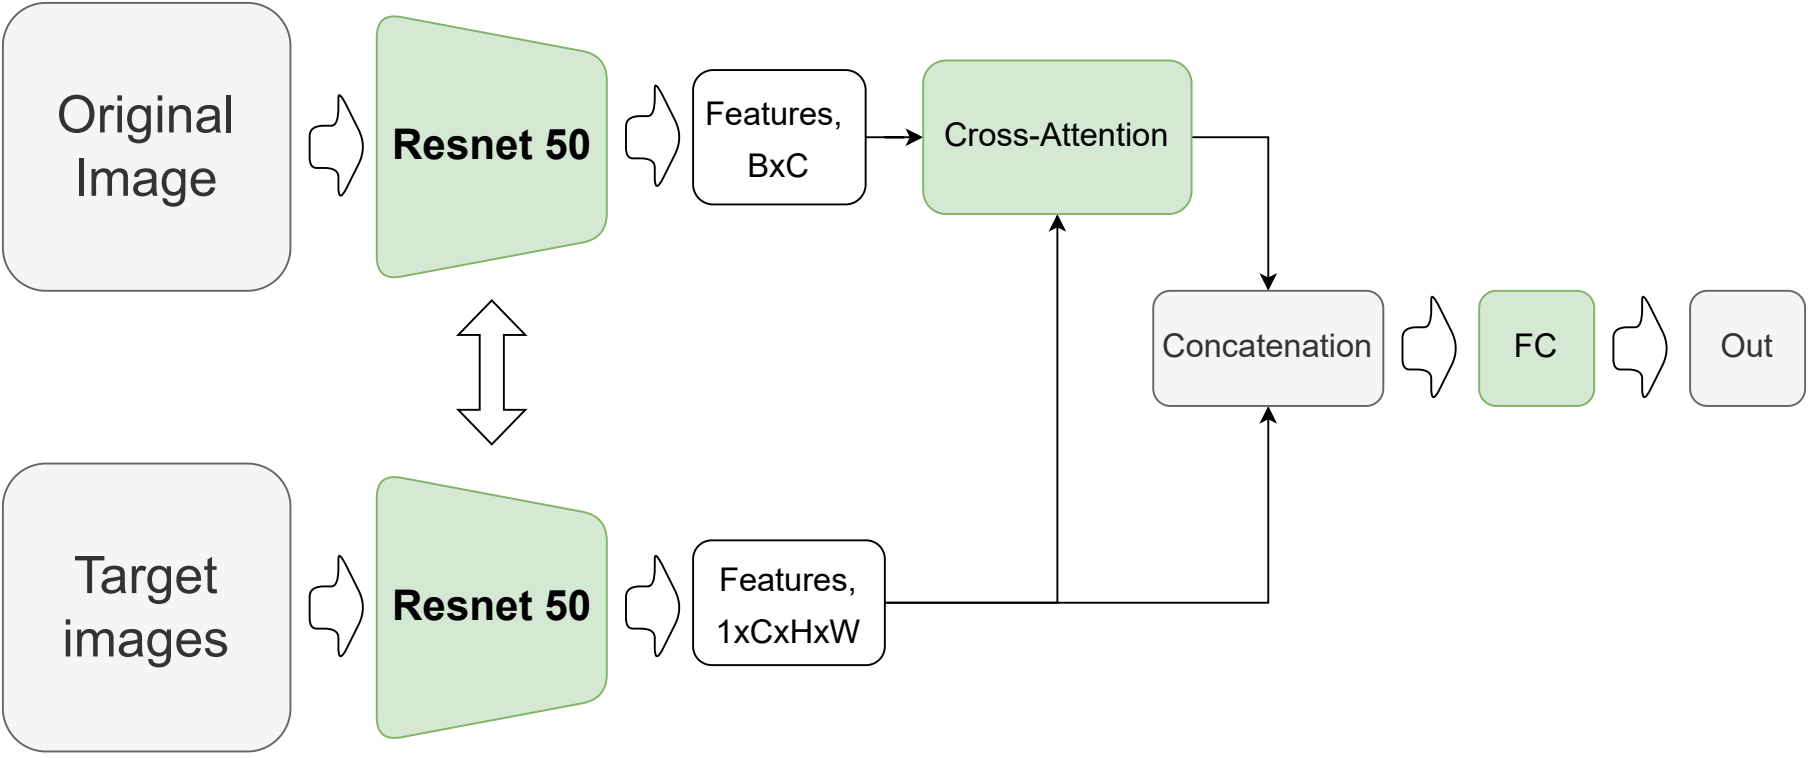 Original
Image
Resnet 50
Features,
BxC
Cross-Attention
Concatenation
FC
Out
Target
images
Resnet 50
Features,
1xCxHxW